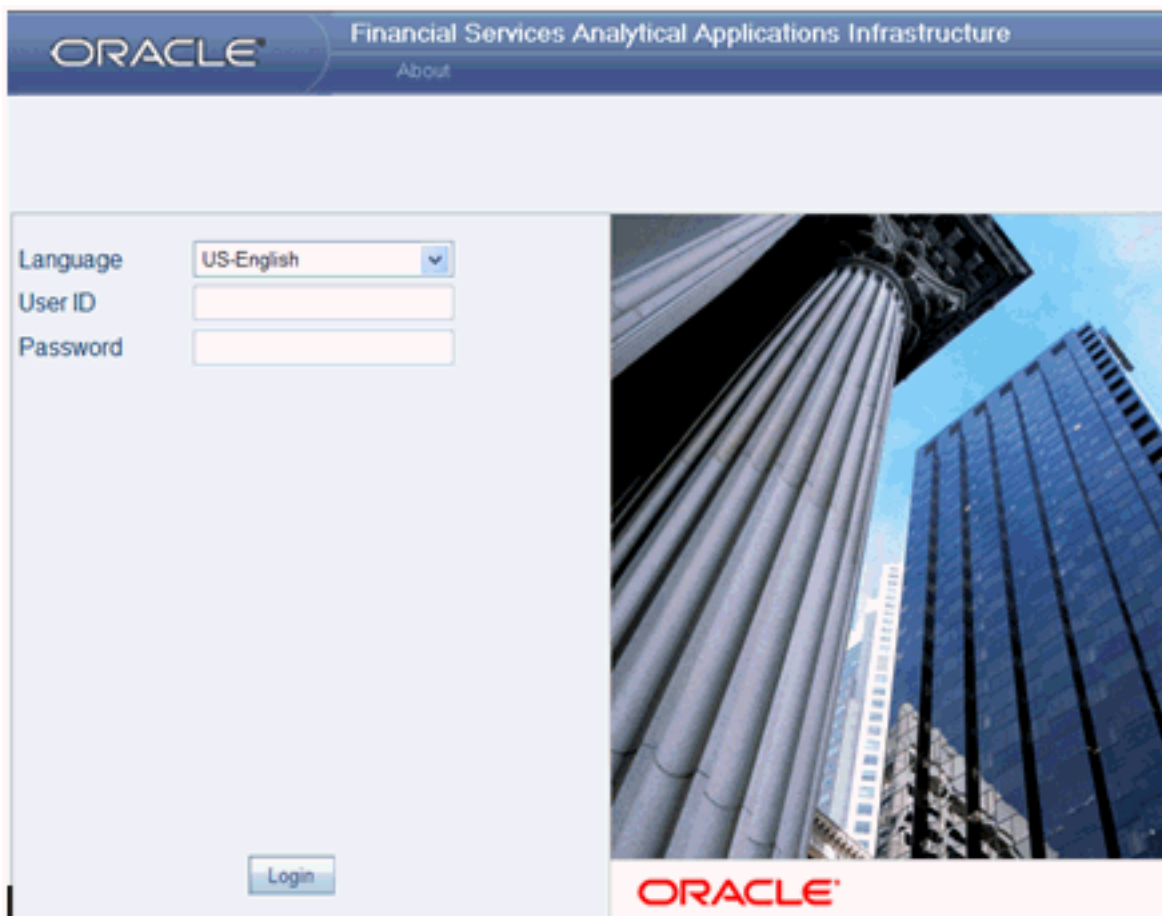 ORACLE
Financial Services Analytical Applications Infrastructure
About
Language
US-English
User ID
Password
Login
ORACLE